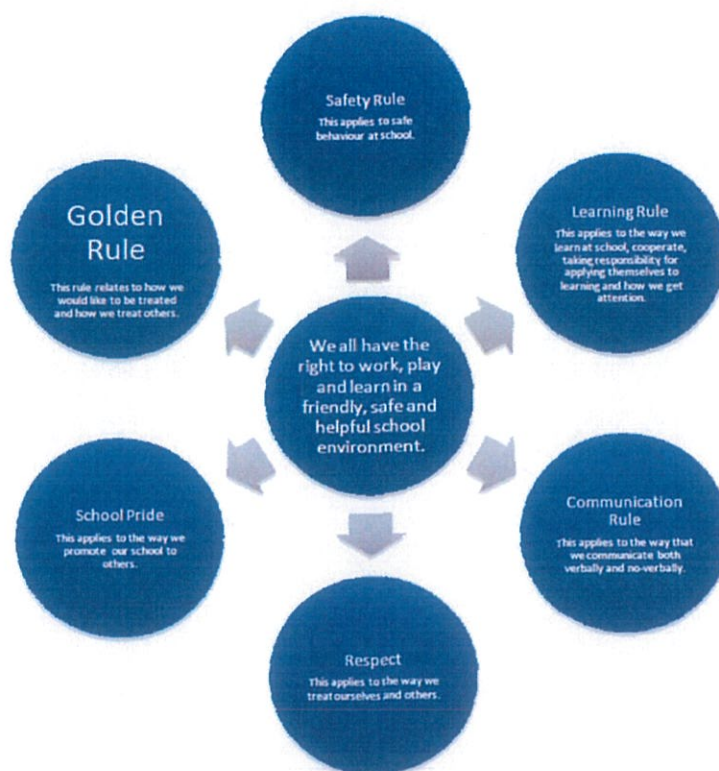 Safety Rule
This applies to safe
behaviour at school.
Golden
Rule
This rule relates to how we
would like to be treated
and how we treat others.
Learning Rule
This applies to the way we
learn at school, cooperate,
taking responsibility for
applying themselves to
learning and how we get
attention.
We all have the
right to work, play
and learn in a
friendly, safe and
helpful school
environment.
School Pride
This applies to the way we
promote our school to
others.
Communication
Rule
This applies to the way that
we communicate both
verbally and no-verbally.
Respect
This applies to the way we
treat ourselves and others.